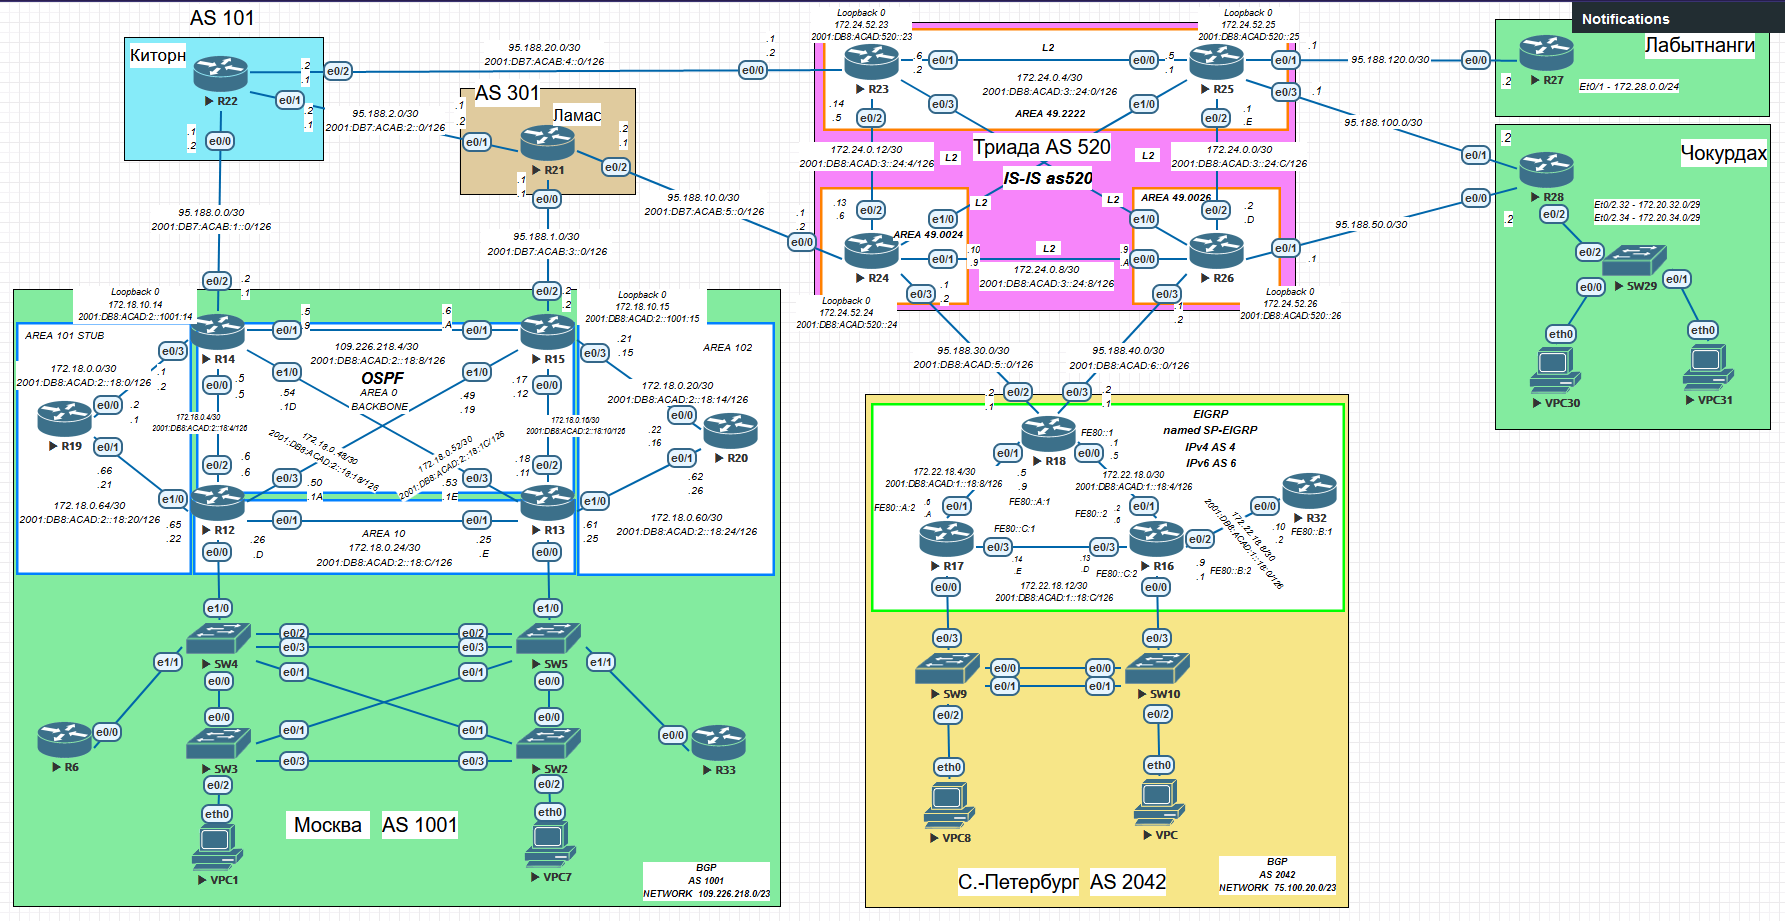 AS 101
Киторн
R22
e0/2
e0/1
e0/0
.2
.1
.2
.1
.1
.2
95.188.20.0/30
2001:DB7:ACAB:4::0/126
.1
.2
e0/0
95.188.2.0/30
2001:DB7:ACAB:2::0/126
AS 301
Ламас
R21
e0/1
e0/2
e0/0
.1
.2
.2
.1
.1
.1
95.188.10.0/30
2001:DB7:ACAB:5::0/126
.1
.2
e0/0
95.188.0.0/30
2001:DB7:ACAB:1::0/126
95.188.1.0/30
2001:DB7:ACAB:3::0/126
Loopback 0
172.24.52.23
2001:DB8:ACAD:520::23
Loopback 0
172.24.52.25
2001:DB8:ACAD:520::25
R23
e0/1
e0/3
e0/2
.6
.2
.14
.5
L2
172.24.0.4/30
2001:DB8:ACAD:3::24:0/126
AREA 49.2222
R25
e0/0
e0/1
e1/0
e0/2
e0/3
.5
.1
.1
.E
Триада AS 520
IS-IS as520
172.24.0.12/30
2001:DB8:ACAD:3::24:4/126
L2
L2
172.24.0.0/30
2001:DB8:ACAD:3::24:C/126
L2
L2
AREA 49.0024
R24
e0/2
e1/0
e0/1
e0/3
.13
.6
.10
.9
.1
.2
L2
172.24.0.8/30
2001:DB8:ACAD:3::24:8/126
AREA 49.0026
R26
e0/2
e1/0
e0/0
e0/1
e0/3
.2
.D
.9
.A
.1
.2
Loopback 0
172.24.52.24
2001:DB8:ACAD:520::24
Loopback 0
172.24.52.26
2001:DB8:ACAD:520::26
.1
95.188.120.0/30
.1
95.188.100.0/30
95.188.50.0/30
.1
Notifications
Лабытнанги
e0/0
.2
R27
Et0/1 - 172.28.0.0/24
Чокурдах
.2
e0/1
e0/0
.2
R28
e0/2
Et0/2.32 - 172.20.32.0/29
Et0/2.34 - 172.20.34.0/29
e0/2
SW29
e0/0
e0/1
eth0
eth0
VPC30
VPC31
95.188.30.0/30
2001:DB8:ACAD:5::0/126
95.188.40.0/30
2001:DB8:ACAD:6::0/126
Loopback 0
172.18.10.14
2001:DB8:ACAD:2::1001:14
Loopback 0
172.18.10.15
2001:DB8:ACAD:2::1001:15
e0/2
.2
.1
e0/2
.2
.2
AREA 101 STUB
R14
e0/3
e0/1
e1/0
e0/0
.5
.9
.1
.2
.5
.5
.54
.1D
109.226.218.4/30
2001:DB8:ACAD:2::18:8/126
OSPF
AREA 0
BACKBONE
.6
.A
R15
e0/1
e0/3
e1/0
e0/0
.21
.15
.17
.12
.49
.19
AREA 102
172.18.0.0/30
2001:DB8:ACAD:2::18:0/126
R19
e0/0
e0/1
.2
.1
.66
.21
172.18.0.64/30
2001:DB8:ACAD:2::18:20/126
172.18.0.4/30
2001:DB8:ACAD:2::18:4/126
172.18.0.48/30
2001:DB8:ACAD:2::18:18/126
172.18.0.52/30
2001:DB8:ACAD:2::18:1C/126
172.18.0.16/30
2001:DB8:ACAD:2::18:10/126
172.18.0.20/30
2001:DB8:ACAD:2::18:14/126
R20
e0/0
e0/1
.22
.16
.62
.26
172.18.0.60/30
2001:DB8:ACAD:2::18:24/126
R12
e0/2
e0/3
e1/0
e0/1
e0/0
.6
.6
.50
.1A
.65
.22
.26
.D
AREA 10
172.18.0.24/30
2001:DB8:ACAD:2::18:C/126
R13
e0/2
e0/3
e1/0
e0/1
e0/0
.18
.11
.53
.1E
.61
.25
.25
.E
e1/0
SW4
e0/2
e0/3
e0/1
e0/0
e1/1
e1/0
SW5
e0/2
e0/3
e0/1
e0/0
e1/1
R6
e0/0
SW3
e0/0
e0/1
e0/3
e0/2
SW2
e0/0
e0/1
e0/3
e0/2
e0/0
R33
eth0
VPC1
eth0
VPC7
Москва
AS 1001
BGP
AS 1001
NETWORK 109.226.218.0/23
e0/2
.2
.1
e0/3
.2
.1
R18
e0/1
e0/0
FE80::1
.1
.5
.5
.9
EIGRP
named SP-EIGRP
IPv4 AS 4
IPv6 AS 6
172.22.18.4/30
2001:DB8:ACAD:1::18:8/126
FE80::A:1
172.22.18.0/30
2001:DB8:ACAD:1::18:4/126
FE80::A:2
.6
.A
e0/1
R17
e0/3
e0/0
FE80::C:1
.14
.E
FE80::2
.2
.6
e0/1
R16
e0/3
e0/2
e0/0
.13
.D
FE80::C:2
172.22.18.12/30
2001:DB8:ACAD:1::18:C/126
.9
.1
FE80::B:2
172.22.18.8/30
2001:DB8:ACAD:1::18:0/126
e0/0
R32
.10
.2
FE80::B:1
e0/3
SW9
e0/0
e0/1
e0/2
e0/3
SW10
e0/0
e0/1
e0/2
eth0
VPC8
eth0
VPC
С.-Петербург
AS 2042
BGP
AS 2042
NETWORK 75.100.20.0/23